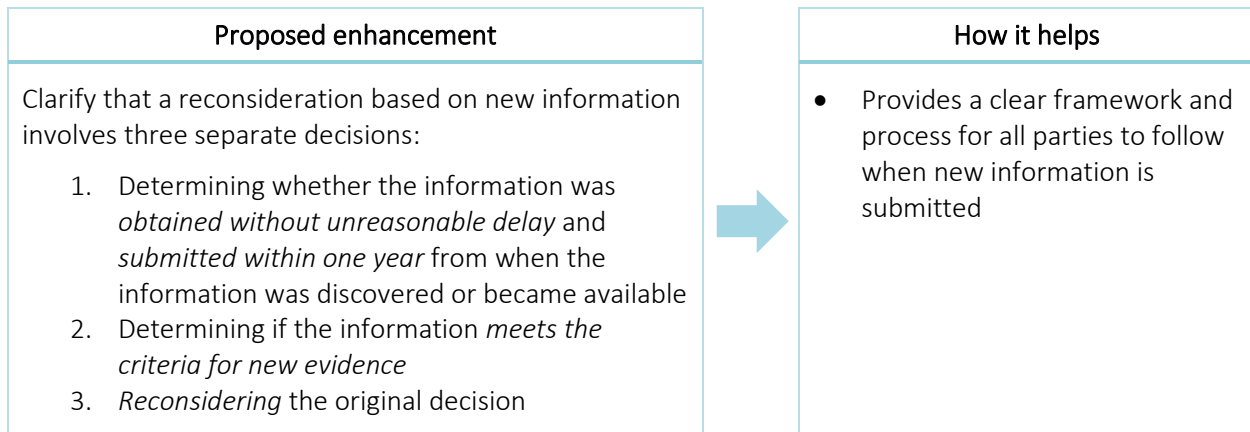 Proposed enhancement
Clarify that a reconsideration based on new information
involves three separate decisions:
1. Determining whether the information was
obtained without unreasonable delay and
submitted within one year from when the
information was discovered or became available
2. Determining if the information meets the
criteria for new evidence
3. Reconsidering the original decision
How it helps
• Provides a clear framework and
process for all parties to follow
when new information is
submitted